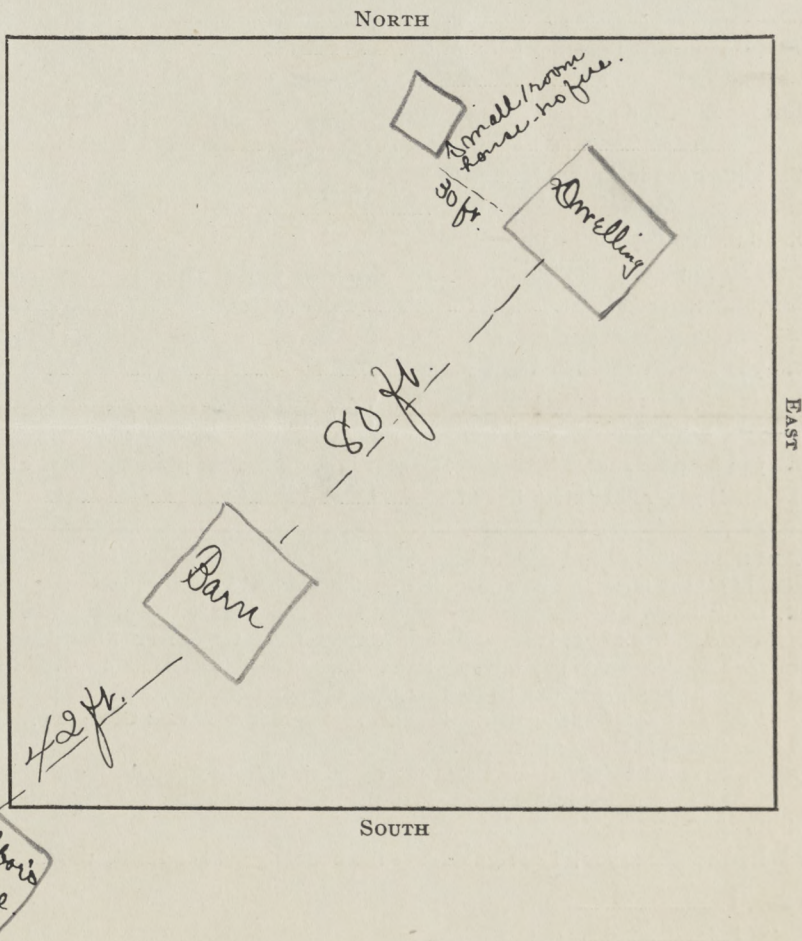 NORTH
Small 1 room
house - no fire.
30 ft.
Dwelling
80 ft.
EAST
Barn
42 ft.
SOUTH